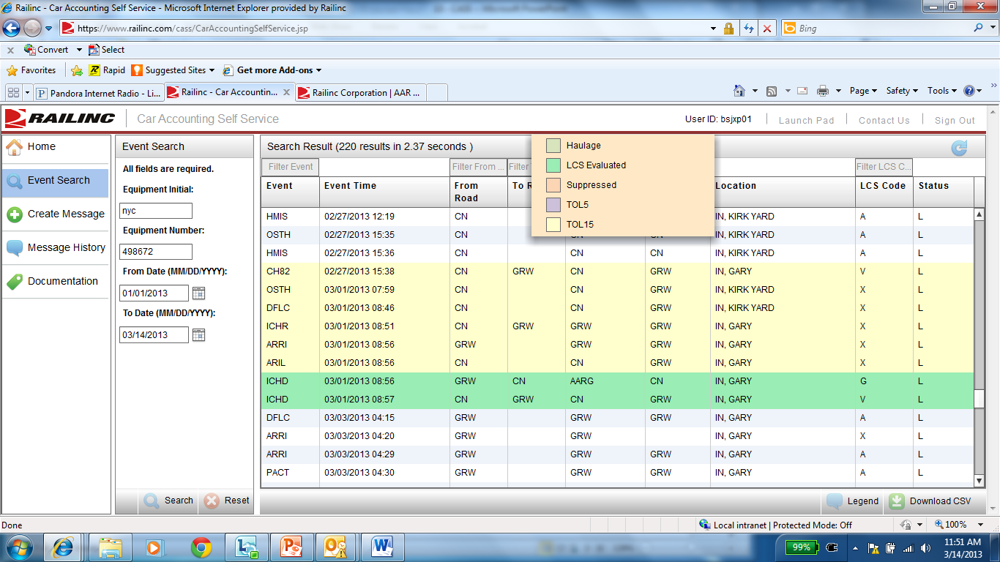 Railinc - Car Accounting Self Service - Microsoft Internet Explorer provided by Railinc
https://www.railinc.com/cass/CarAccountingSelfService.jsp
Bing
x Convert Select
Favorites Rapid Suggested Sites Get more Add-ons
Pandora Internet Radio - Li... Railinc - Car Accountin... X Railinc Corporation | AAR ...
Page Safety Tools
RAILINC Car Accounting Self Service User ID: bsjxp01 Launch Pad Contact Us Sign Out
Home
Event Search
Create Message
Message History
Documentation
Event Search
All fields are required.
Equipment Initial:
nyc
Equipment Number:
498672
From Date (MM/DD/YYYY):
01/01/2013
To Date (MM/DD/YYYY):
03/14/2013
Search Reset
Search Result (220 results in 2.37 seconds )
Haulage
LCS Evaluated
Suppressed
TOL5
TOL15
Filter Event Filter From ... Filter Filter LCS C...
Event Event Time From Road To R Location LCS Code Status
HMIS 02/27/2013 12:19 CN IN, KIRK YARD A L
OSTH 02/27/2013 15:35 CN CN CN IN, KIRK YARD A L
HMIS 02/27/2013 15:36 CN CN CN IN, KIRK YARD A L
CH82 02/27/2013 15:38 CN GRW CN GRW IN, GARY V L
OSTH 03/01/2013 07:59 CN CN GRW IN, KIRK YARD X L
DFLC 03/01/2013 08:46 CN CN GRW IN, KIRK YARD X L
ICHR 03/01/2013 08:51 CN GRW GRW GRW IN, GARY X L
ARRI 03/01/2013 08:56 GRW GRW GRW IN, GARY X L
ARIL 03/01/2013 08:56 CN CN GRW IN, GARY X L
ICHD 03/01/2013 08:56 GRW CN AARG CN IN, GARY G L
ICHD 03/01/2013 08:57 CN GRW CN GRW IN, GARY V L
DFLC 03/03/2013 04:15 GRW GRW GRW IN, GARY A L
ARRI 03/03/2013 04:20 GRW GRW IN, GARY X L
ARRI 03/03/2013 04:29 GRW GRW GRW IN, GARY A L
PACT 03/03/2013 04:30 GRW GRW GRW IN, GARY A L
Legend Download CSV
Done Local intranet | Protected Mode: Off 100%
99% 11:51 AM
3/14/2013